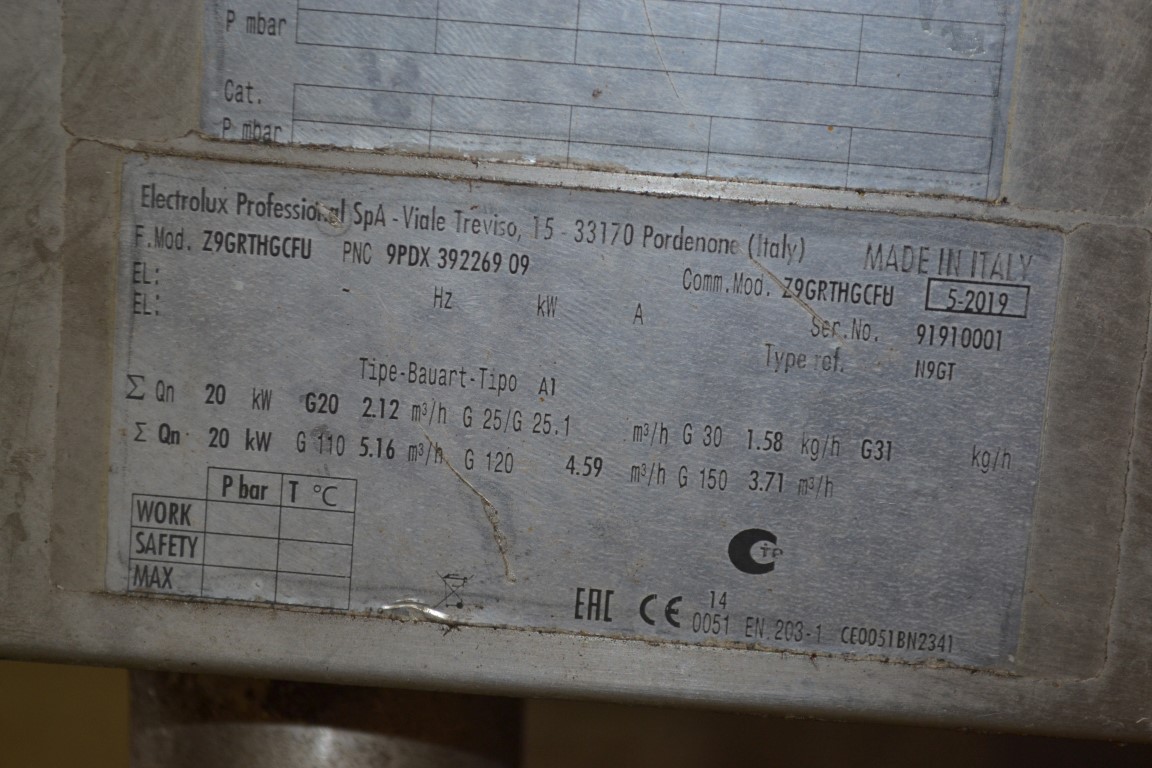 P mbar
Cat.
P mbar
Electrolux Professional SpA - Viale Treviso, 15 - 33170 Pordenone (Italy) MADE IN ITALY
F.Mod. Z9GRTHGCFU PNC 9PDX 392269 09 Comm.Mod. Z9GRTHGCFU 5-2019
EL: - Hz kW A Ser.No. 91910001
EL: Type ref. N9GT
Tipe-Bauart-Tipo A1
Σ Qn 20 kW G20 2.12 m³/h G 25/G 25.1 m³/h G 30 1.58 kg/h G31 kg/h
Σ Qn 20 kW G 110 5.16 m³/h G 120 4.59 m³/h G 150 3.71 m³/h
P bar T °C
WORK
SAFETY
MAX
EAC CE 14
0051 EN 203-1 CE0051BN2341